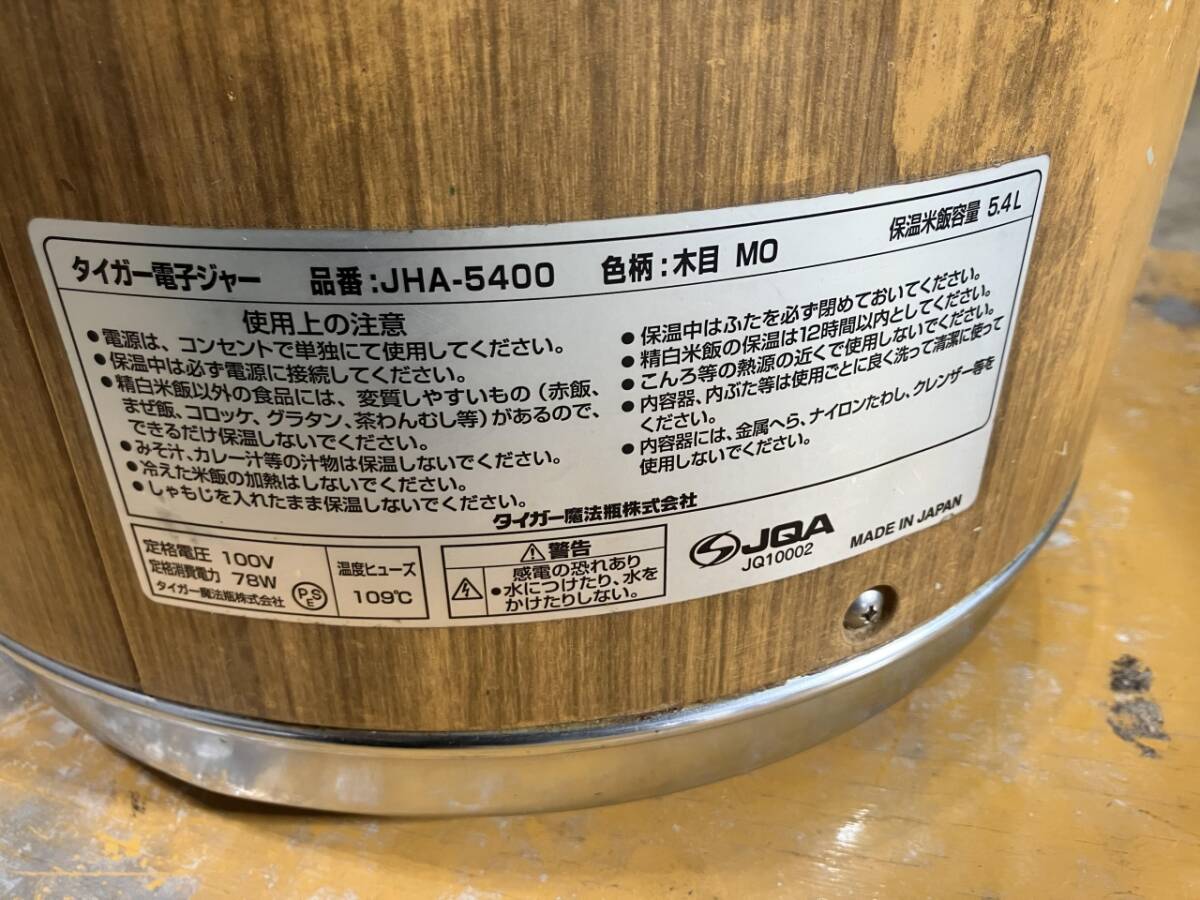 タイガー電子ジャー 品番:JHA-5400 色柄:木目 MO 保温米飯容量 5.4L
使用上の注意
●電源は、コンセントで単独にて使用してください。
●保温中は必ず電源に接続してください。
●精白米飯以外の食品には、変質しやすいもの(赤飯、
まぜ飯、コロッケ、グラタン、茶わんむし等)があるので、
できるだけ保温しないでください。
●みそ汁、カレー汁等の汁物は保温しないでください。
●冷えた米飯の加熱はしないでください。
●しゃもじを入れたまま保温しないでください。
●保温中はふたを必ず閉めておいてください。
●精白米飯の保温は12時間以内としてください。
●こんろ等の熱源の近くで使用しないでください。
●内容器、内ぶた等は使用ごとに良く洗って清潔に使って
ください。
●内容器には、金属へら、ナイロンたわし、クレンザー等を
使用しないでください。
タイガー魔法瓶株式会社
定格電圧 100V
定格消費電力 78W
タイガー魔法瓶株式会社
PSE
温度ヒューズ
109℃
警告
感電の恐れあり
●水につけたり、水を
かけたりしない。
JQA
JQ10002
MADE IN JAPAN